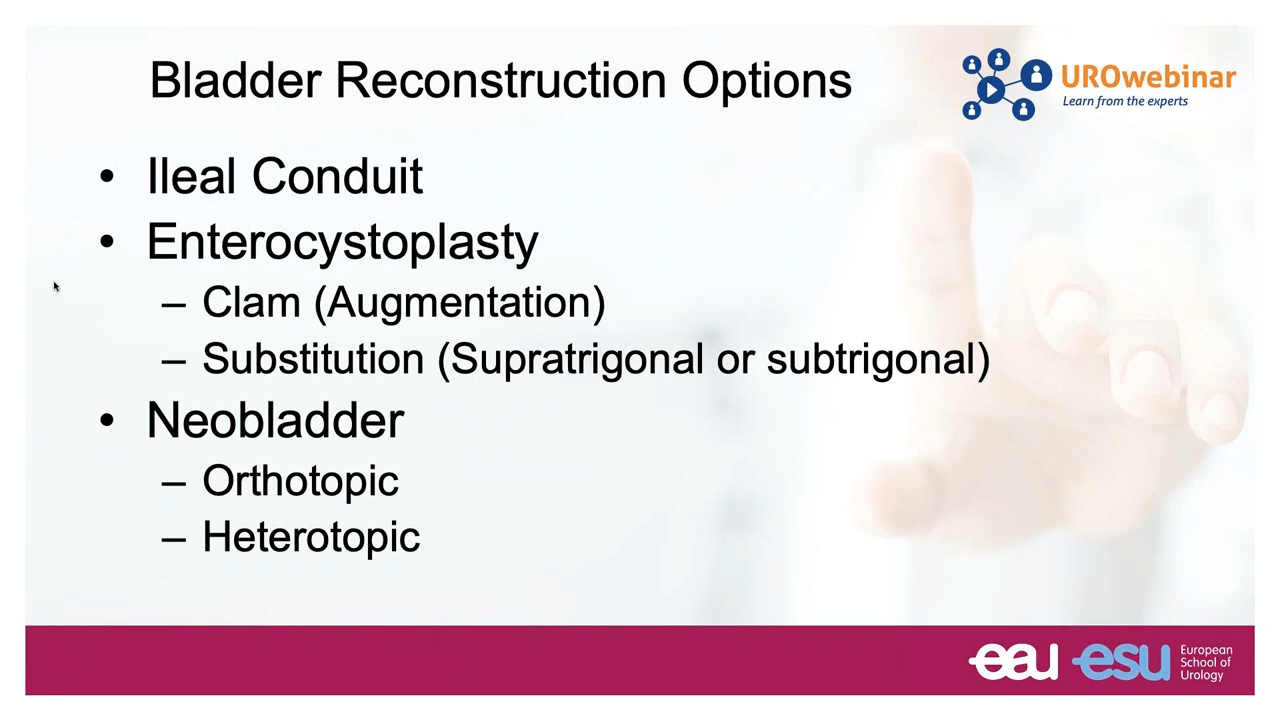 Bladder Reconstruction Options
UROwebinar
Learn from the experts
• Ileal Conduit
• Enterocystoplasty
– Clam (Augmentation)
– Substitution (Supratrigonal or subtrigonal)
• Neobladder
– Orthotopic
– Heterotopic
eau esu
European
School of
Urology